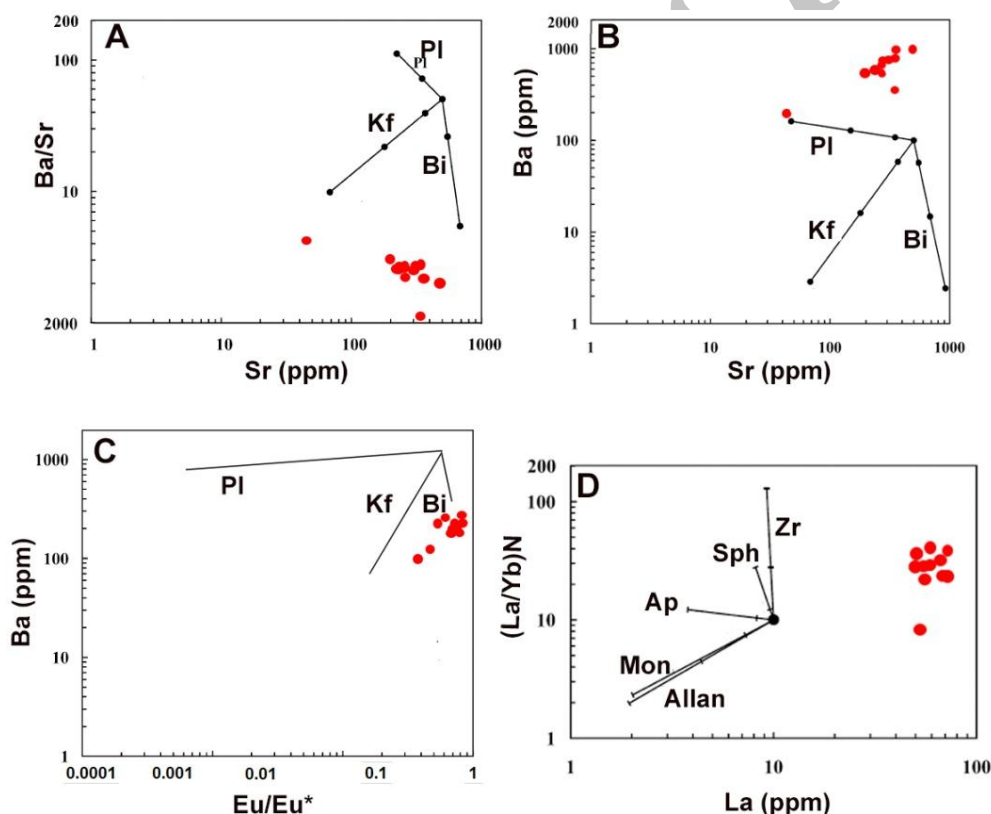 A
200
100
10
2000
Ba/Sr
Pl
Pl
Kf
Bi
1
10
100
1000
Sr (ppm)
B
2000
1000
100
10
1
Ba (ppm)
Pl
Kf
Bi
1
10
100
1000
Sr (ppm)
C
1000
100
10
1
Ba (ppm)
Pl
Kf
Bi
0.0001
0.001
0.01
0.1
1
Eu/Eu*
D
200
100
10
1
(La/Yb)N
Zr
Sph
Ap
Mon
Allan
1
10
100
La (ppm)